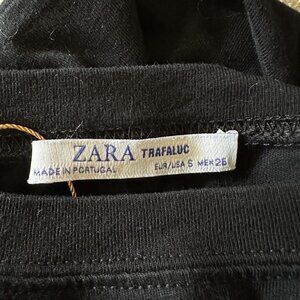 ZARA TRAFALUC
MADE IN PORTUGAL EUR/USA S MEX 26